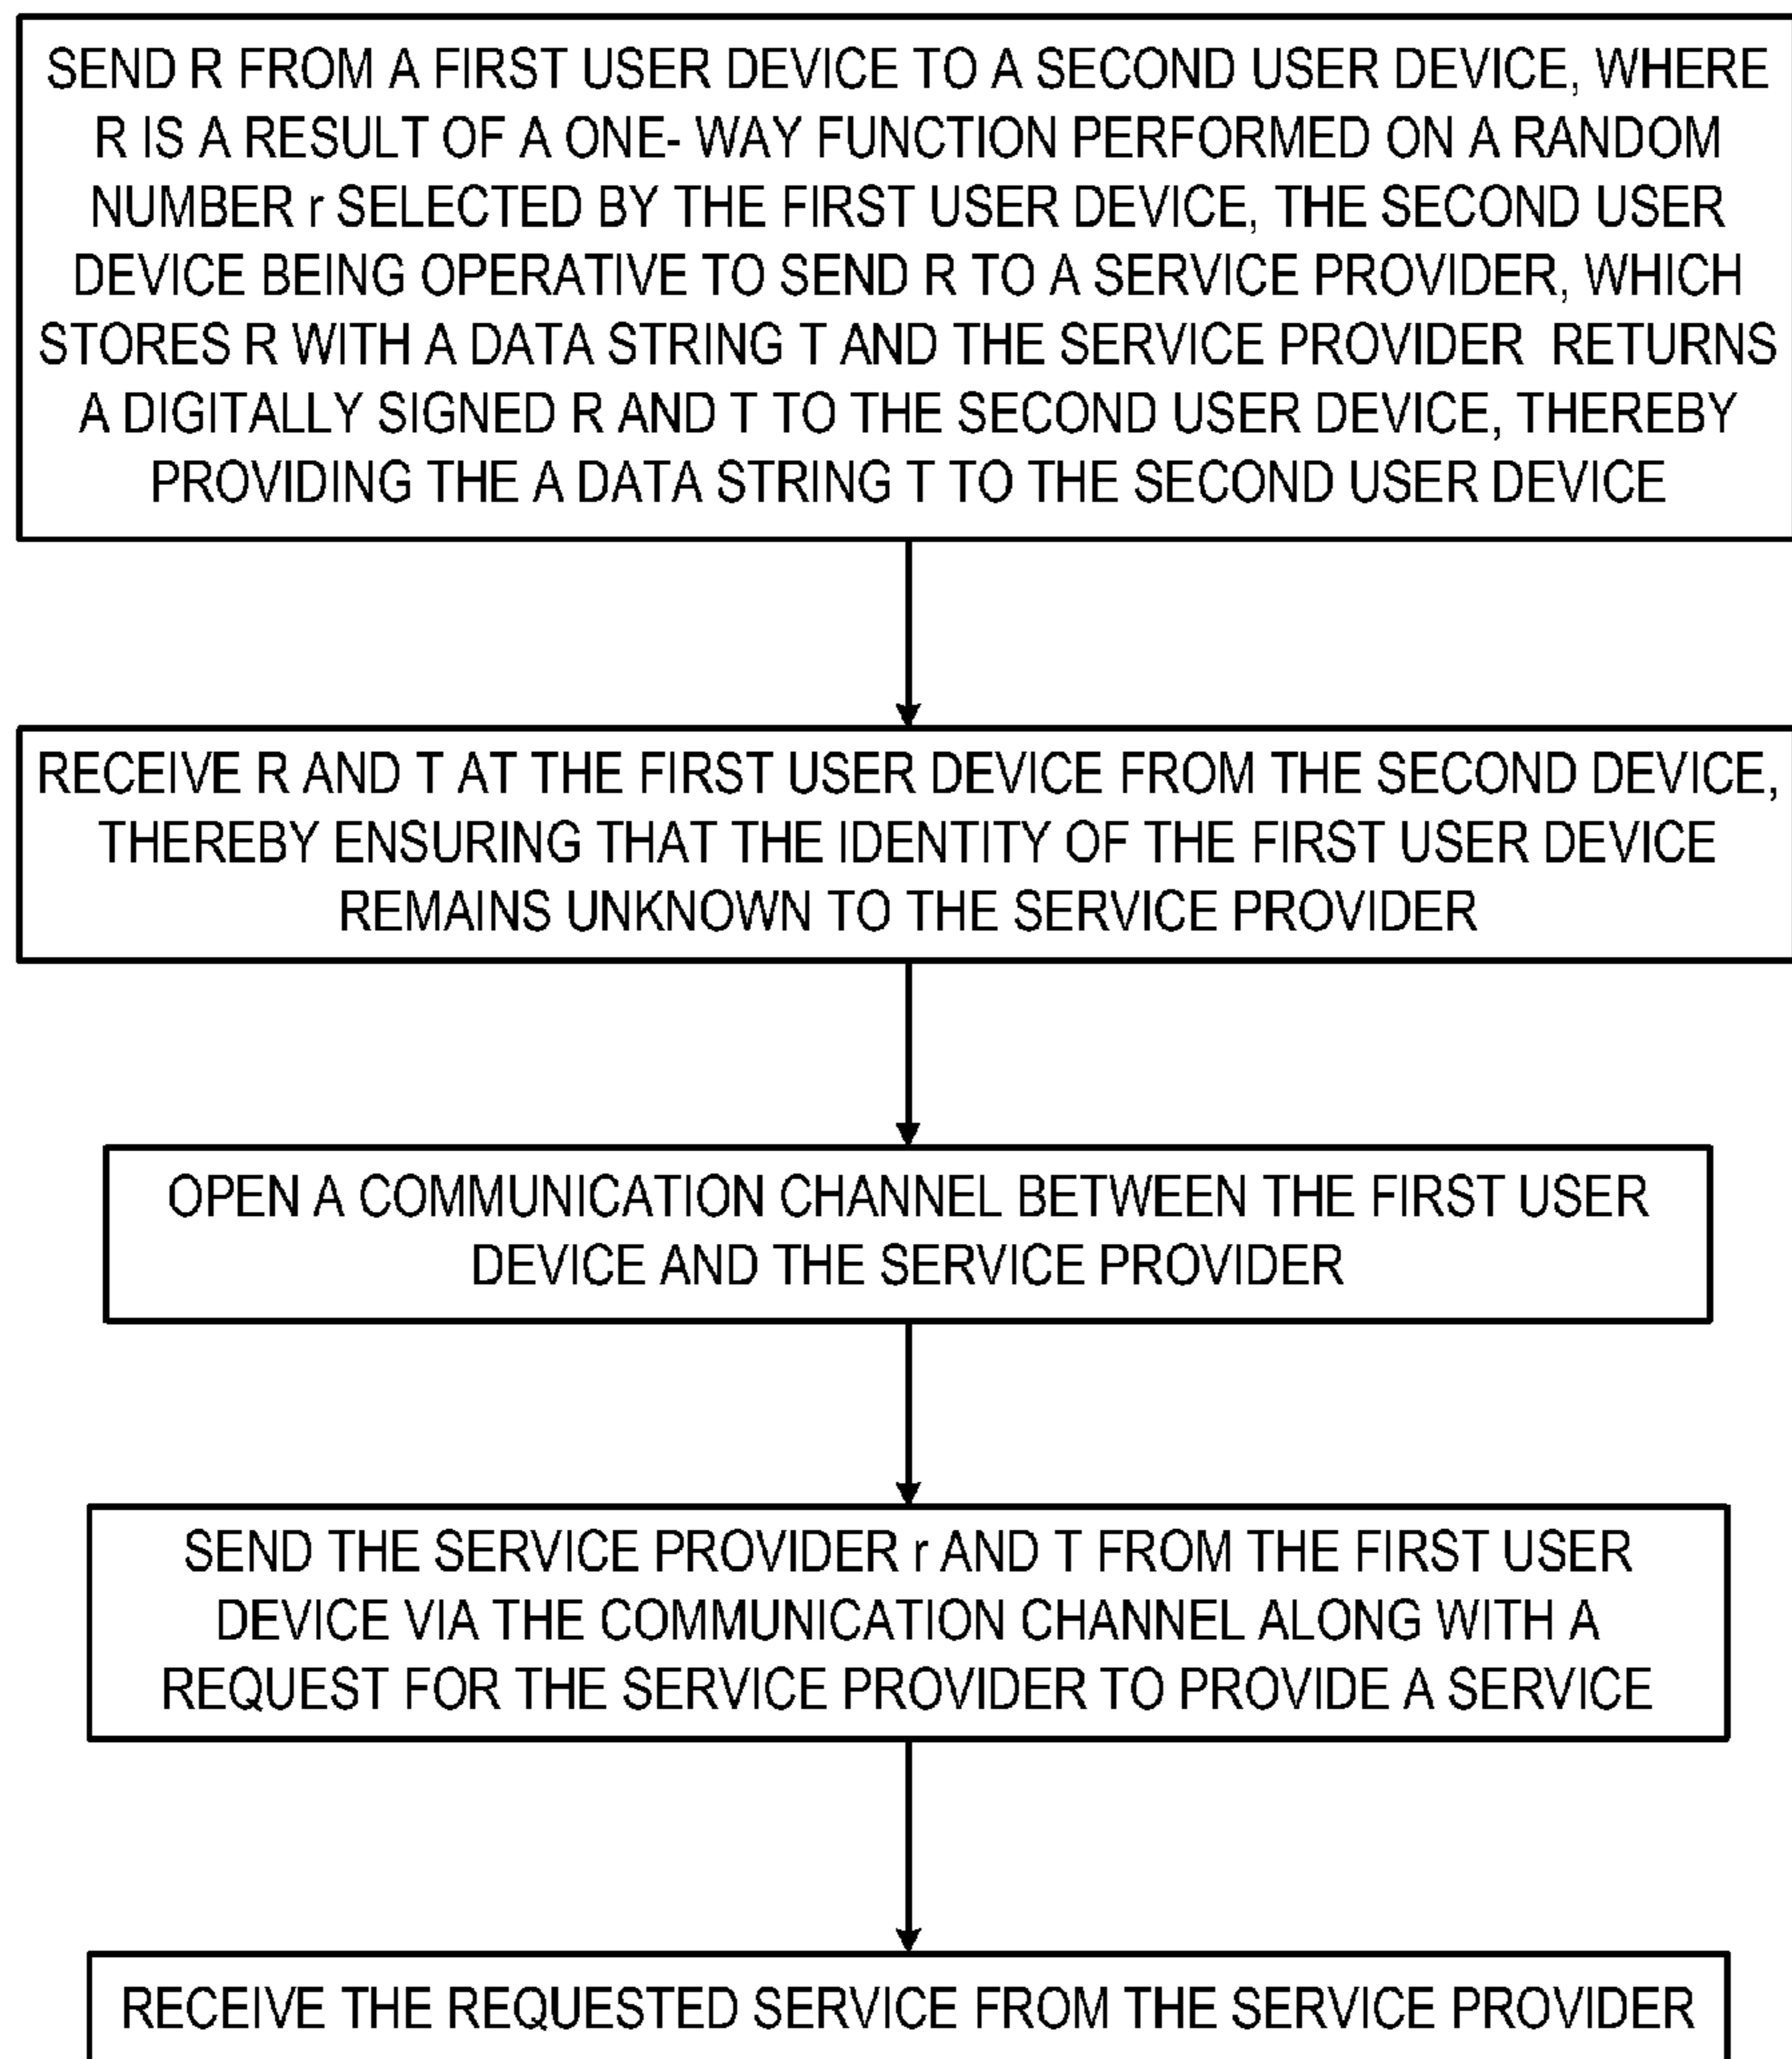 SEND R FROM A FIRST USER DEVICE TO A SECOND USER DEVICE, WHERE
R IS A RESULT OF A ONE- WAY FUNCTION PERFORMED ON A RANDOM
NUMBER r SELECTED BY THE FIRST USER DEVICE, THE SECOND USER
DEVICE BEING OPERATIVE TO SEND R TO A SERVICE PROVIDER, WHICH
STORES R WITH A DATA STRING T AND THE SERVICE PROVIDER RETURNS
A DIGITALLY SIGNED R AND T TO THE SECOND USER DEVICE, THEREBY
PROVIDING THE A DATA STRING T TO THE SECOND USER DEVICE
RECEIVE R AND T AT THE FIRST USER DEVICE FROM THE SECOND DEVICE,
THEREBY ENSURING THAT THE IDENTITY OF THE FIRST USER DEVICE
REMAINS UNKNOWN TO THE SERVICE PROVIDER
OPEN A COMMUNICATION CHANNEL BETWEEN THE FIRST USER
DEVICE AND THE SERVICE PROVIDER
SEND THE SERVICE PROVIDER r AND T FROM THE FIRST USER
DEVICE VIA THE COMMUNICATION CHANNEL ALONG WITH A
REQUEST FOR THE SERVICE PROVIDER TO PROVIDE A SERVICE
RECEIVE THE REQUESTED SERVICE FROM THE SERVICE PROVIDER